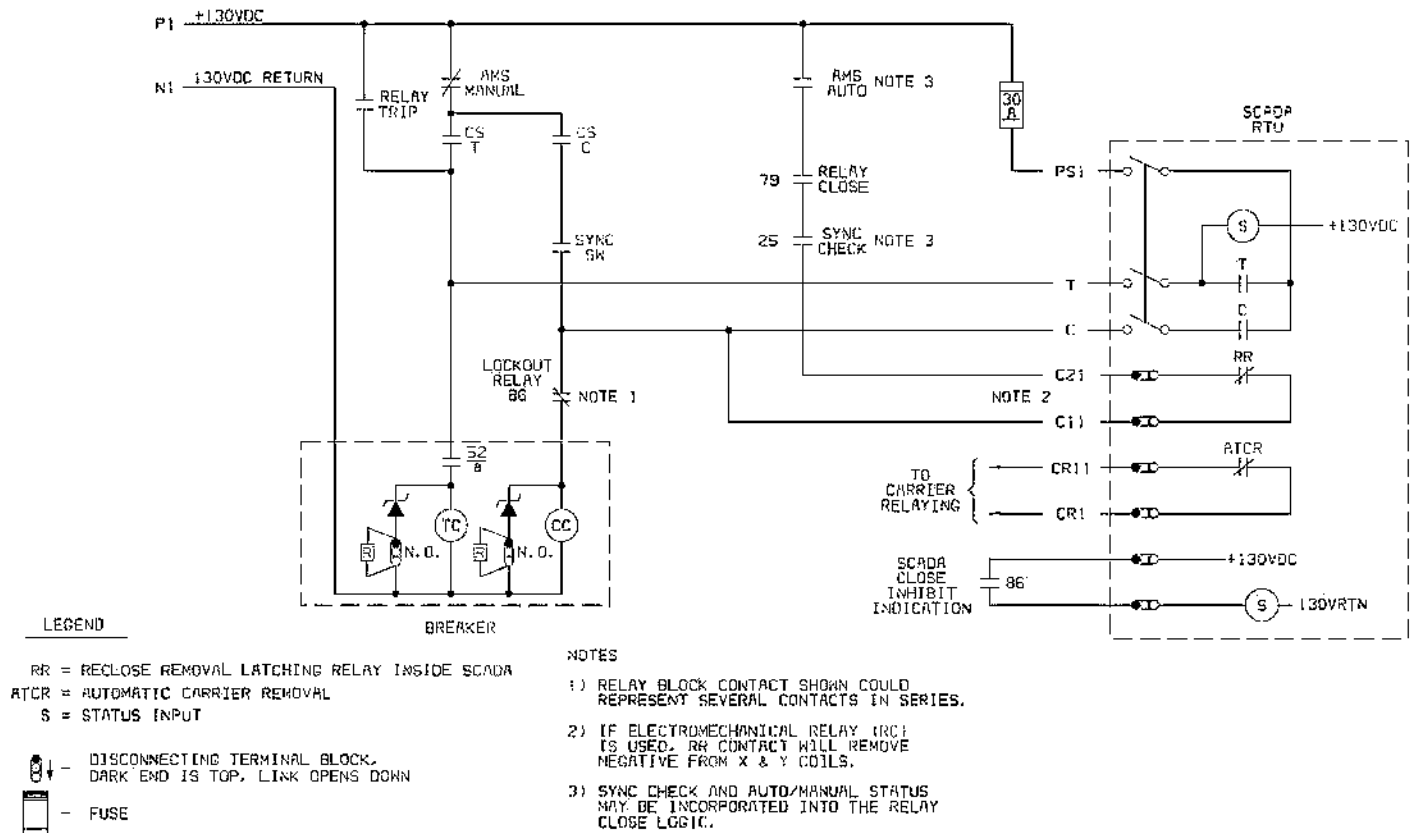 P1 +130VDC
N1 130VDC RETURN
RELAY
TRIP
AMS
MANUAL
CS
T
CS
C
SYNC
SW
AMS
AUTO
NOTE 3
79
RELAY
CLOSE
25
SYNC
CHECK
NOTE 3
30
A
SCADA
RTU
PS1
S
+130VDC
T
T
C
C
RR
C21
NOTE 2
C11
LOCKOUT
RELAY
86
NOTE 1
ATCR
CR11
TO
CARRIER
RELAYING
CR1
52
a
TC
CC
R
N.O.
R
N.O.
BREAKER
SCADA
CLOSE
INHIBIT
INDICATION
86
+130VDC
S
130VRTN
LEGEND
RR = RECLOSE REMOVAL LATCHING RELAY INSIDE SCADA
ATCR = AUTOMATIC CARRIER REMOVAL
S = STATUS INPUT
- DISCONNECTING TERMINAL BLOCK.
DARK END IS TOP, LINK OPENS DOWN
- FUSE
NOTES
1) RELAY BLOCK CONTACT SHOWN COULD
REPRESENT SEVERAL CONTACTS IN SERIES.
2) IF ELECTROMECHANICAL RELAY (RC)
IS USED, RR CONTACT WILL REMOVE
NEGATIVE FROM X & Y COILS.
3) SYNC CHECK AND AUTO/MANUAL STATUS
MAY BE INCORPORATED INTO THE RELAY
CLOSE LOGIC.